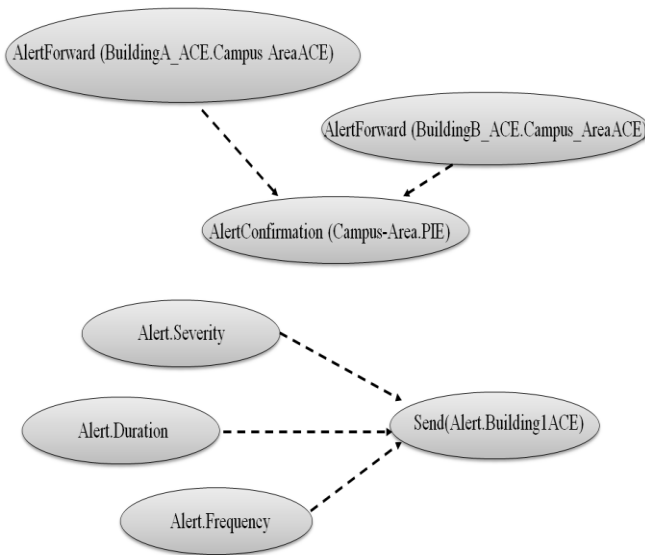 AlertForward (BuildingA_ACE.Campus AreaACE)
AlertForward (BuildingB_ACE.Campus_AreaACE)
AlertConfirmation (Campus-Area.PIE)
Alert.Severity
Send(Alert.Building1ACE)
Alert.Duration
Alert.Frequency